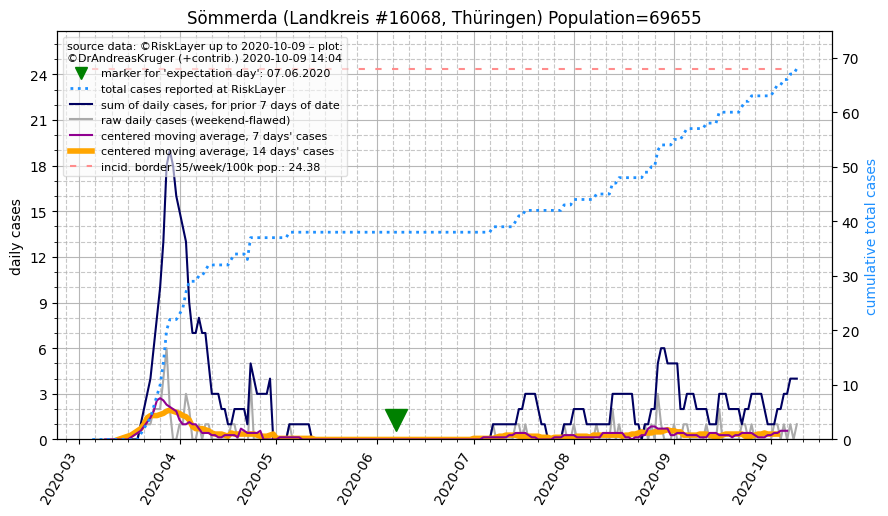 Sömmerda (Landkreis #16068, Thüringen) Population=69655
source data: ©RiskLayer up to 2020-10-09 – plot:
©DrAndreasKruger (+contrib.) 2020-10-09 14:04
marker for 'expectation day': 07.06.2020
total cases reported at RiskLayer
sum of daily cases, for prior 7 days of date
raw daily cases (weekend-flawed)
centered moving average, 7 days' cases
centered moving average, 14 days' cases
incid. border 35/week/100k pop.: 24.38
daily cases
24
21
18
15
12
9
6
3
0
cumulative total cases
70
60
50
40
30
20
10
0
2020-03
2020-04
2020-05
2020-06
2020-07
2020-08
2020-09
2020-10